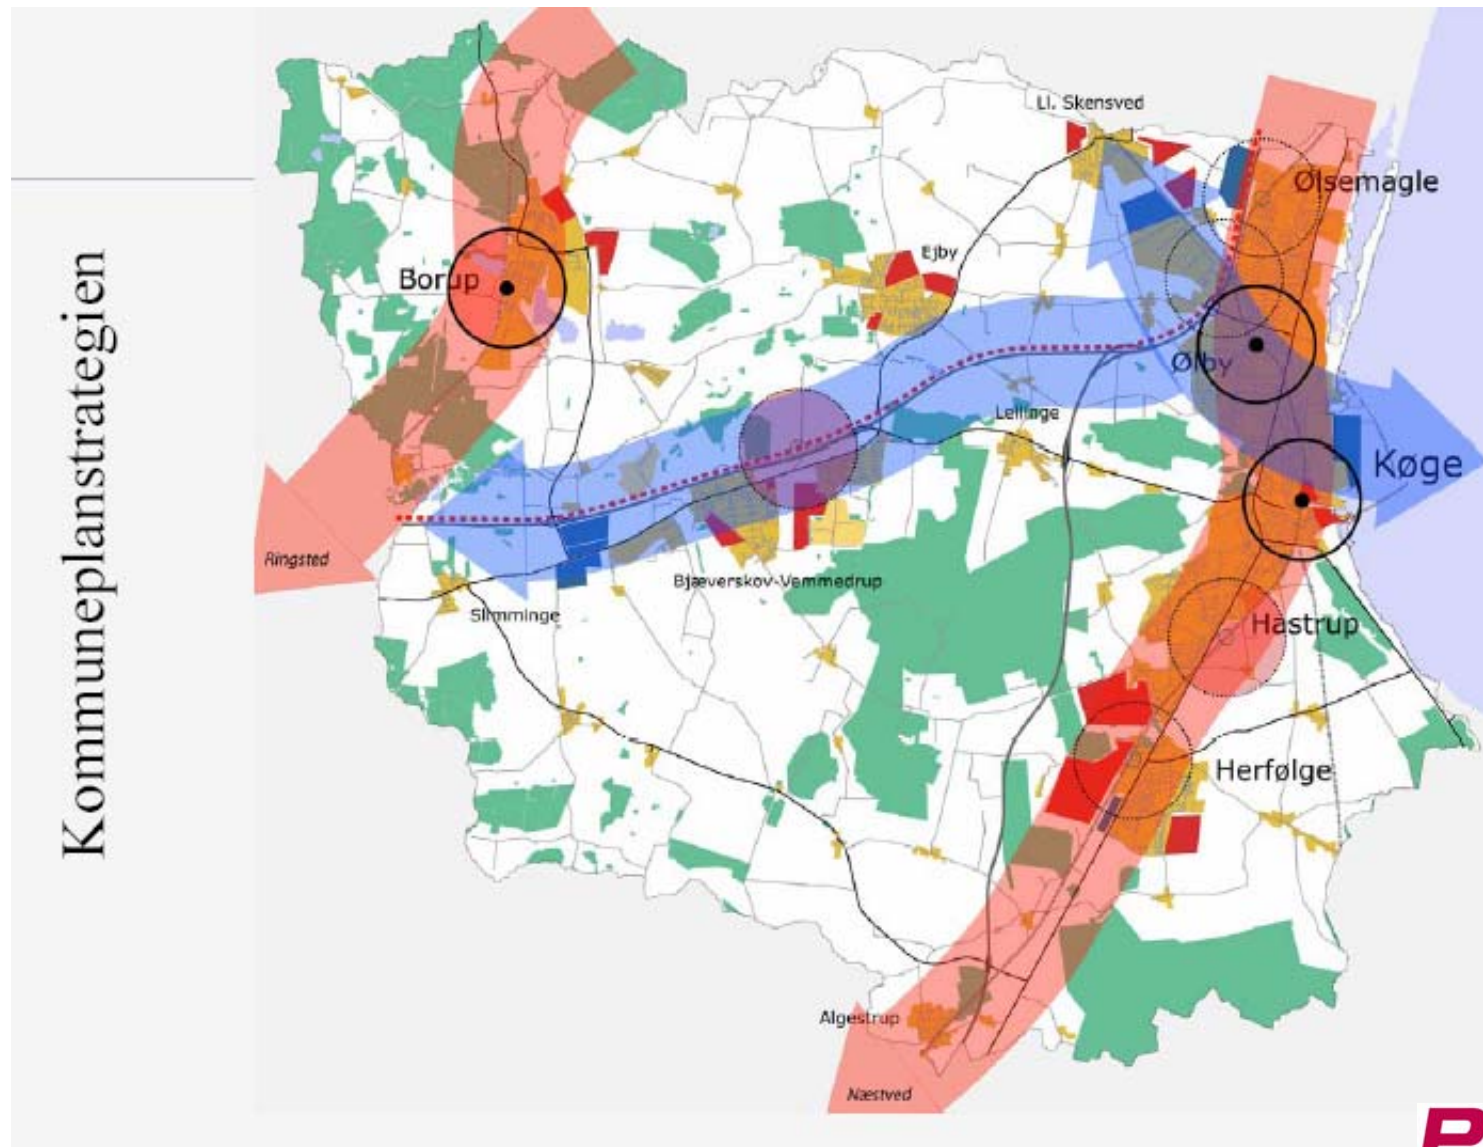 Kommuneplanstrategien
Ll. Skensved
Ølsemagle
Ejby
Borup
Ølby
Lellinge
Køge
Ringsted
Bjæverskov-Vemmedrup
Slimminge
Hastrup
Herfølge
Algestrup
Næstved